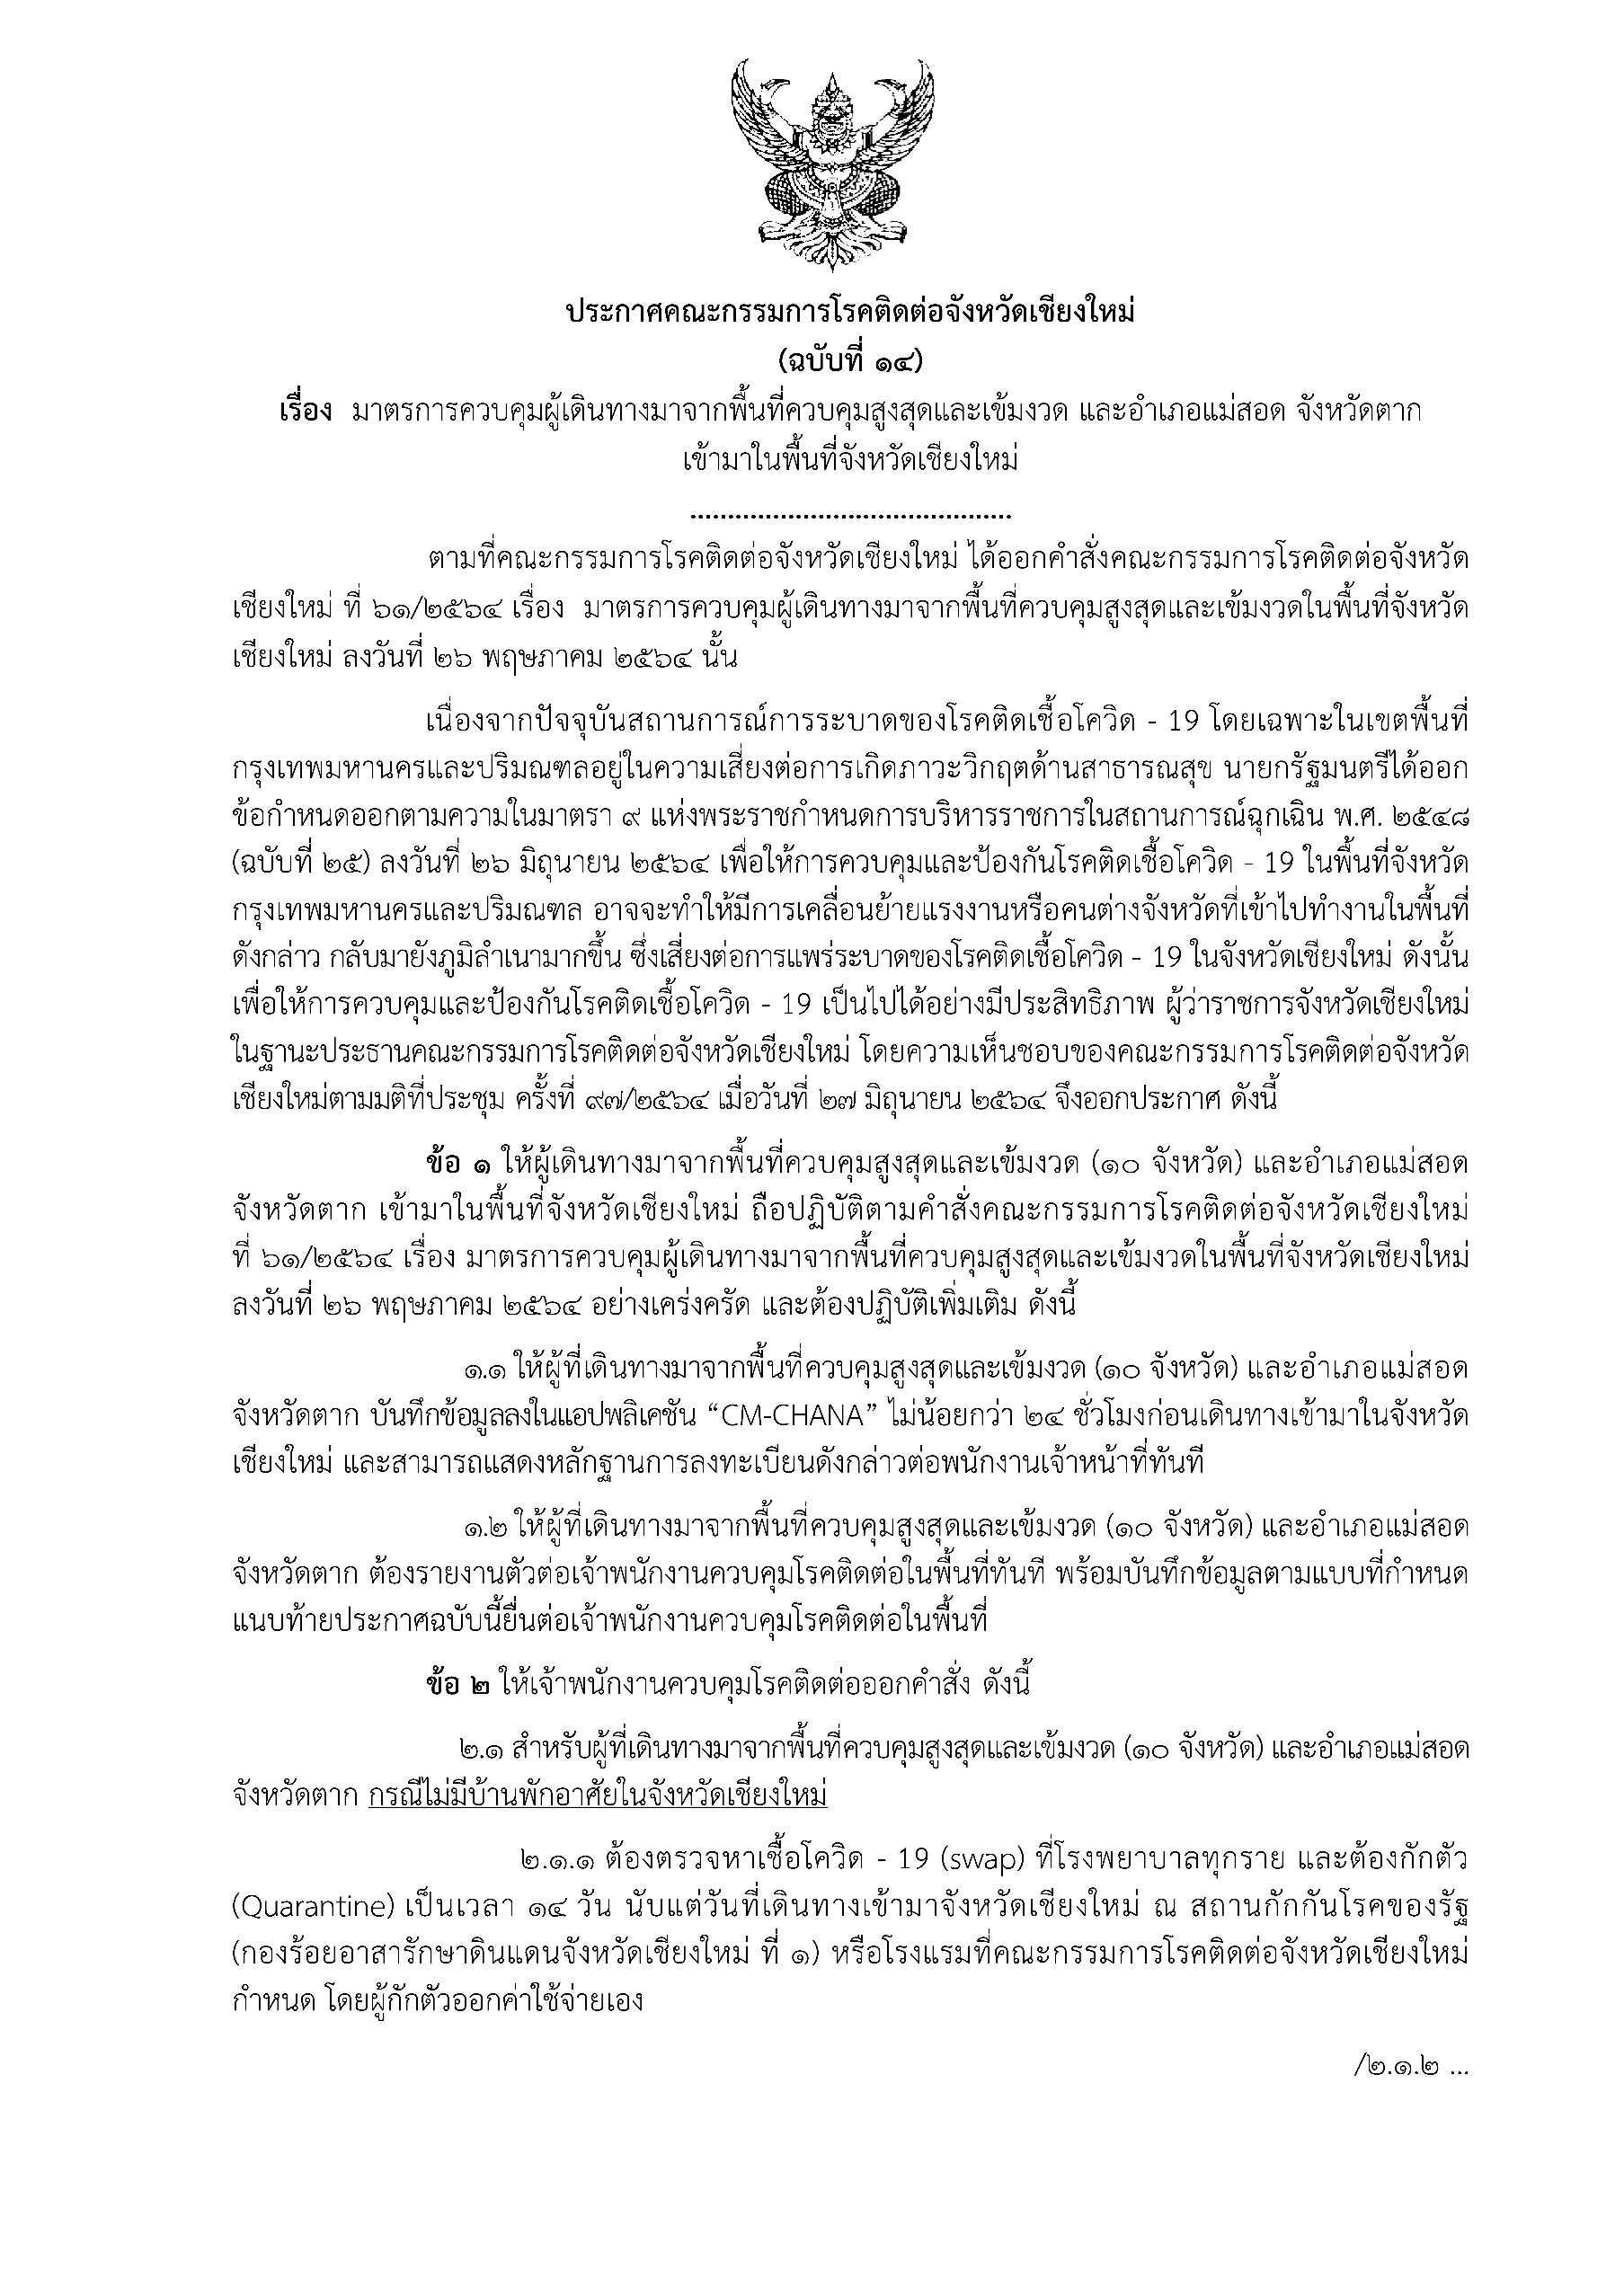 ประกาศคณะกรรมการโรคติดต่อจังหวัดเชียงใหม่
(ฉบับที่ ๑๔)
เรื่อง มาตรการควบคุมผู้เดินทางมาจากพื้นที่ควบคุมสูงสุดและเข้มงวด และอำเภอแม่สอด จังหวัดตาก
เข้ามาในพื้นที่จังหวัดเชียงใหม่
...........................................
ตามที่คณะกรรมการโรคติดต่อจังหวัดเชียงใหม่ ได้ออกคำสั่งคณะกรรมการโรคติดต่อจังหวัด
เชียงใหม่ ที่ ๖๑/๒๕๖๔ เรื่อง มาตรการควบคุมผู้เดินทางมาจากพื้นที่ควบคุมสูงสุดและเข้มงวดในพื้นที่จังหวัด
เชียงใหม่ ลงวันที่ ๒๖ พฤษภาคม ๒๕๖๔ นั้น
เนื่องจากปัจจุบันสถานการณ์การระบาดของโรคติดเชื้อโควิด - 19 โดยเฉพาะในเขตพื้นที่
กรุงเทพมหานครและปริมณฑลอยู่ในความเสี่ยงต่อการเกิดภาวะวิกฤตด้านสาธารณสุข นายกรัฐมนตรีได้ออก
ข้อกำหนดออกตามความในมาตรา ๙ แห่งพระราชกำหนดการบริหารราชการในสถานการณ์ฉุกเฉิน พ.ศ. ๒๕๔๘
(ฉบับที่ ๒๕) ลงวันที่ ๒๖ มิถุนายน ๒๕๖๔ เพื่อให้การควบคุมและป้องกันโรคติดเชื้อโควิด - 19 ในพื้นที่จังหวัด
กรุงเทพมหานครและปริมณฑล อาจจะทำให้มีการเคลื่อนย้ายแรงงานหรือคนต่างจังหวัดที่เข้าไปทำงานในพื้นที่
ดังกล่าว กลับมายังภูมิลำเนามากขึ้น ซึ่งเสี่ยงต่อการแพร่ระบาดของโรคติดเชื้อโควิด - 19 ในจังหวัดเชียงใหม่ ดังนั้น
เพื่อให้การควบคุมและป้องกันโรคติดเชื้อโควิด - 19 เป็นไปได้อย่างมีประสิทธิภาพ ผู้ว่าราชการจังหวัดเชียงใหม่
ในฐานะประธานคณะกรรมการโรคติดต่อจังหวัดเชียงใหม่ โดยความเห็นชอบของคณะกรรมการโรคติดต่อจังหวัด
เชียงใหม่ตามมติที่ประชุม ครั้งที่ ๙๗/๒๕๖๔ เมื่อวันที่ ๒๗ มิถุนายน ๒๕๖๔ จึงออกประกาศ ดังนี้
ข้อ ๑ ให้ผู้เดินทางมาจากพื้นที่ควบคุมสูงสุดและเข้มงวด (๑๐ จังหวัด) และอำเภอแม่สอด
จังหวัดตาก เข้ามาในพื้นที่จังหวัดเชียงใหม่ ถือปฏิบัติตามคำสั่งคณะกรรมการโรคติดต่อจังหวัดเชียงใหม่
ที่ ๖๑/๒๕๖๔ เรื่อง มาตรการควบคุมผู้เดินทางมาจากพื้นที่ควบคุมสูงสุดและเข้มงวดในพื้นที่จังหวัดเชียงใหม่
ลงวันที่ ๒๖ พฤษภาคม ๒๕๖๔ อย่างเคร่งครัด และต้องปฏิบัติเพิ่มเติม ดังนี้
๑.๑ ให้ผู้ที่เดินทางมาจากพื้นที่ควบคุมสูงสุดและเข้มงวด (๑๐ จังหวัด) และอำเภอแม่สอด
จังหวัดตาก บันทึกข้อมูลลงในแอปพลิเคชัน “CM-CHANA” ไม่น้อยกว่า ๒๔ ชั่วโมงก่อนเดินทางเข้ามาในจังหวัด
เชียงใหม่ และสามารถแสดงหลักฐานการลงทะเบียนดังกล่าวต่อพนักงานเจ้าหน้าที่ทันที
๑.๒ ให้ผู้ที่เดินทางมาจากพื้นที่ควบคุมสูงสุดและเข้มงวด (๑๐ จังหวัด) และอำเภอแม่สอด
จังหวัดตาก ต้องรายงานตัวต่อเจ้าพนักงานควบคุมโรคติดต่อในพื้นที่ทันที พร้อมบันทึกข้อมูลตามแบบที่กำหนด
แนบท้ายประกาศฉบับนี้ยื่นต่อเจ้าพนักงานควบคุมโรคติดต่อในพื้นที่
ข้อ ๒ ให้เจ้าพนักงานควบคุมโรคติดต่อออกคำสั่ง ดังนี้
๒.๑ สำหรับผู้ที่เดินทางมาจากพื้นที่ควบคุมสูงสุดและเข้มงวด (๑๐ จังหวัด) และอำเภอแม่สอด
จังหวัดตาก กรณีไม่มีบ้านพักอาศัยในจังหวัดเชียงใหม่
๒.๑.๑ ต้องตรวจหาเชื้อโควิด - 19 (swap) ที่โรงพยาบาลทุกราย และต้องกักตัว
(Quarantine) เป็นเวลา ๑๔ วัน นับแต่วันที่เดินทางเข้ามาจังหวัดเชียงใหม่ ณ สถานกักกันโรคของรัฐ
(กองร้อยอาสารักษาดินแดนจังหวัดเชียงใหม่ ที่ ๑) หรือโรงแรมที่คณะกรรมการโรคติดต่อจังหวัดเชียงใหม่
กำหนด โดยผู้กักตัวออกค่าใช้จ่ายเอง
/๒.๑.๒ ...